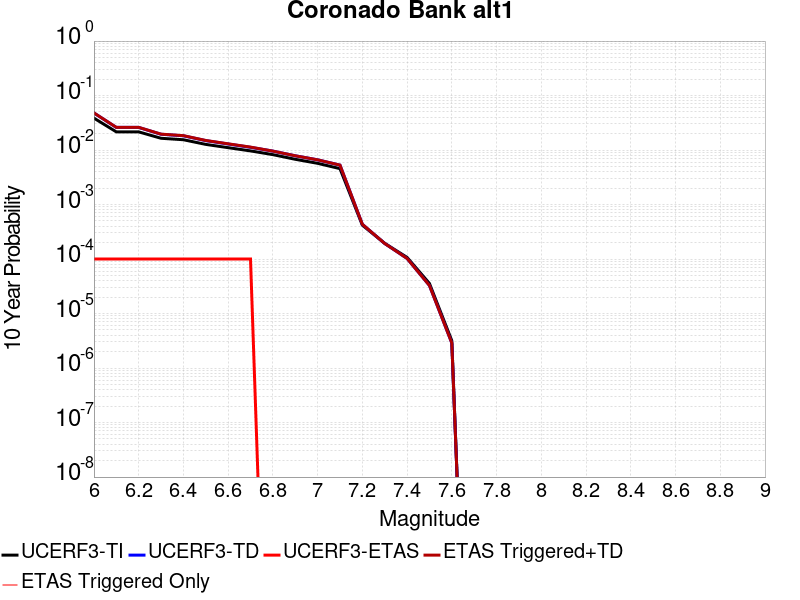 Coronado Bank alt1
10^0
10^-1
10^-2
10^-3
10^-4
10^-5
10^-6
10^-7
10^-8
10 Year Probability
6 6.2 6.4 6.6 6.8 7 7.2 7.4 7.6 7.8 8 8.2 8.4 8.6 8.8 9
Magnitude
UCERF3-TI UCERF3-TD UCERF3-ETAS ETAS Triggered+TD
ETAS Triggered Only